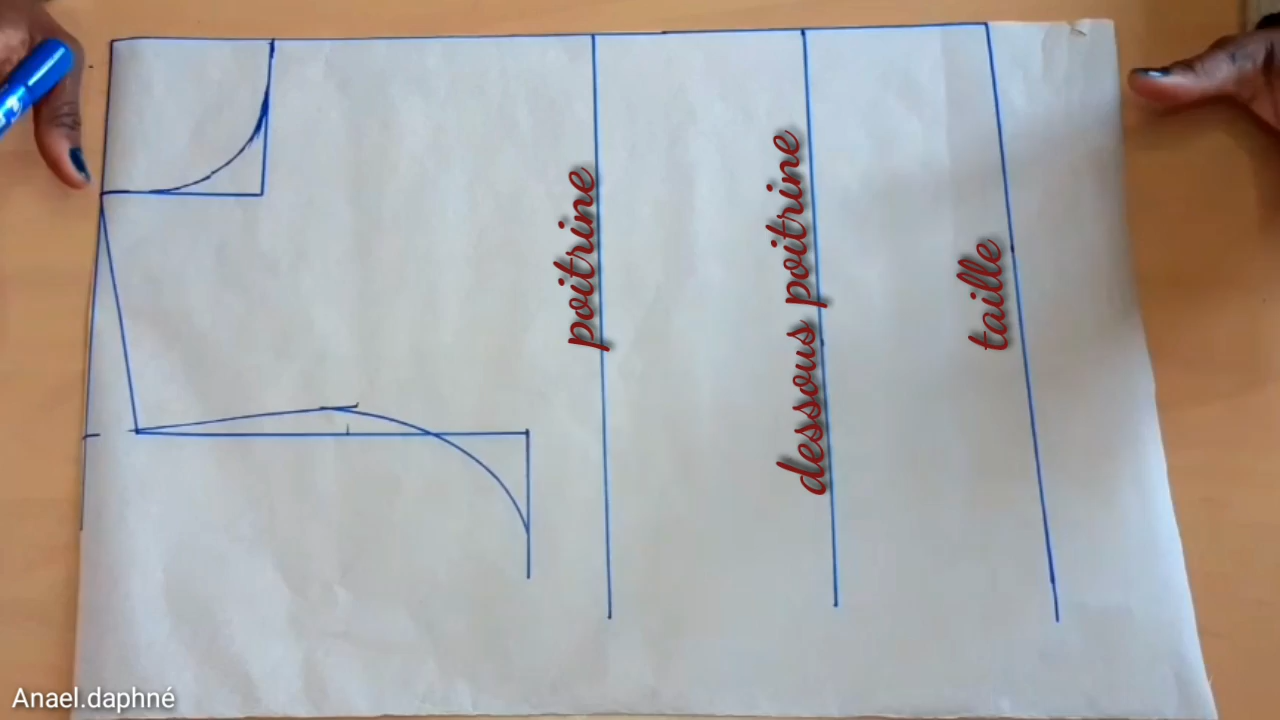 poitrine
dessous poitrine
taille
Anael.daphné